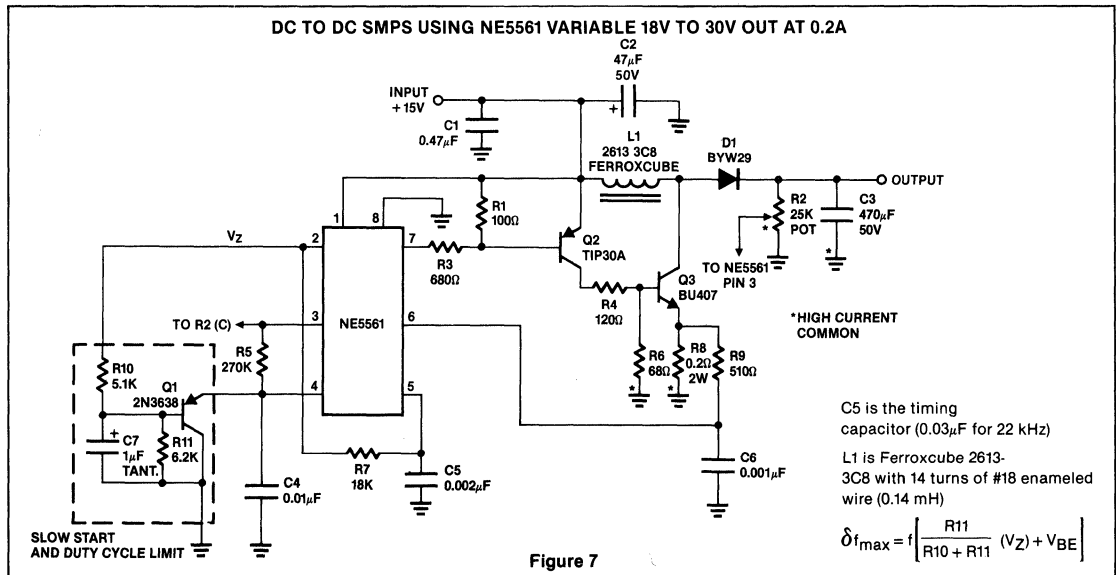 DC TO DC SMPS USING NE5561 VARIABLE 18V TO 30V OUT AT 0.2A
C2
47µF
50V
+
INPUT
+15V
C1
0.47µF
L1
2613 3C8
FERROXCUBE
D1
BYW29
OUTPUT
R1
100Ω
R2
25K
POT
*
C3
470µF
50V
*
1
8
VZ
2
7
R3
680Ω
Q2
TIP30A
TO NE5561
PIN 3
Q3
BU407
R4
120Ω
*HIGH CURRENT
COMMON
TO R2 (C)
3
NE5561
6
R5
270K
R10
5.1K
Q1
2N3638
4
5
R6
68Ω
*
R8
0.2Ω
2W
*
R9
510Ω
+
C7
1µF
TANT.
R11
6.2K
R7
18K
C4
0.01µF
C5
0.002µF
C6
0.001µF
C5 is the timing
capacitor (0.03µF for 22 kHz)
L1 is Ferroxcube 2613-
3C8 with 14 turns of #18 enameled
wire (0.14 mH)
δfmax = f[R11 / R10 + R11 (VZ) + VBE]
SLOW START
AND DUTY CYCLE LIMIT
Figure 7